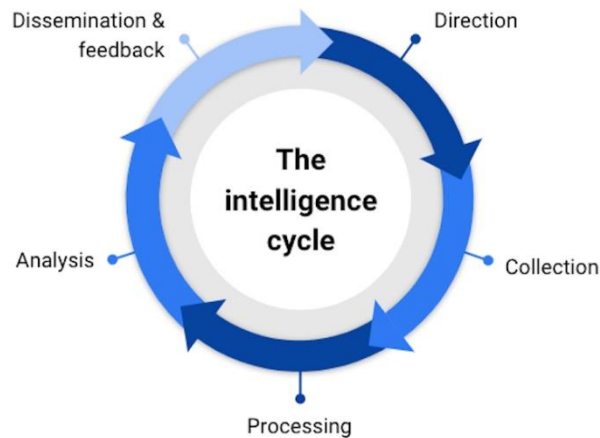 Dissemination &
feedback
Direction
The
intelligence
cycle
Analysis
Collection
Processing